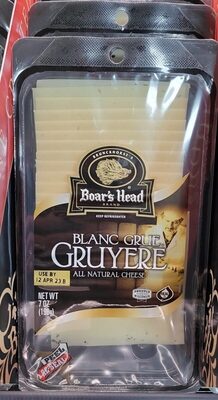 BRUNCKHORST'S
Boar's Head
BRAND
KEEP REFRIGERATED
BLANC GRUE
GRUYERE
ALL NATURAL CHEESE
USE BY
12 APR 23 B
NET WT
7 OZ